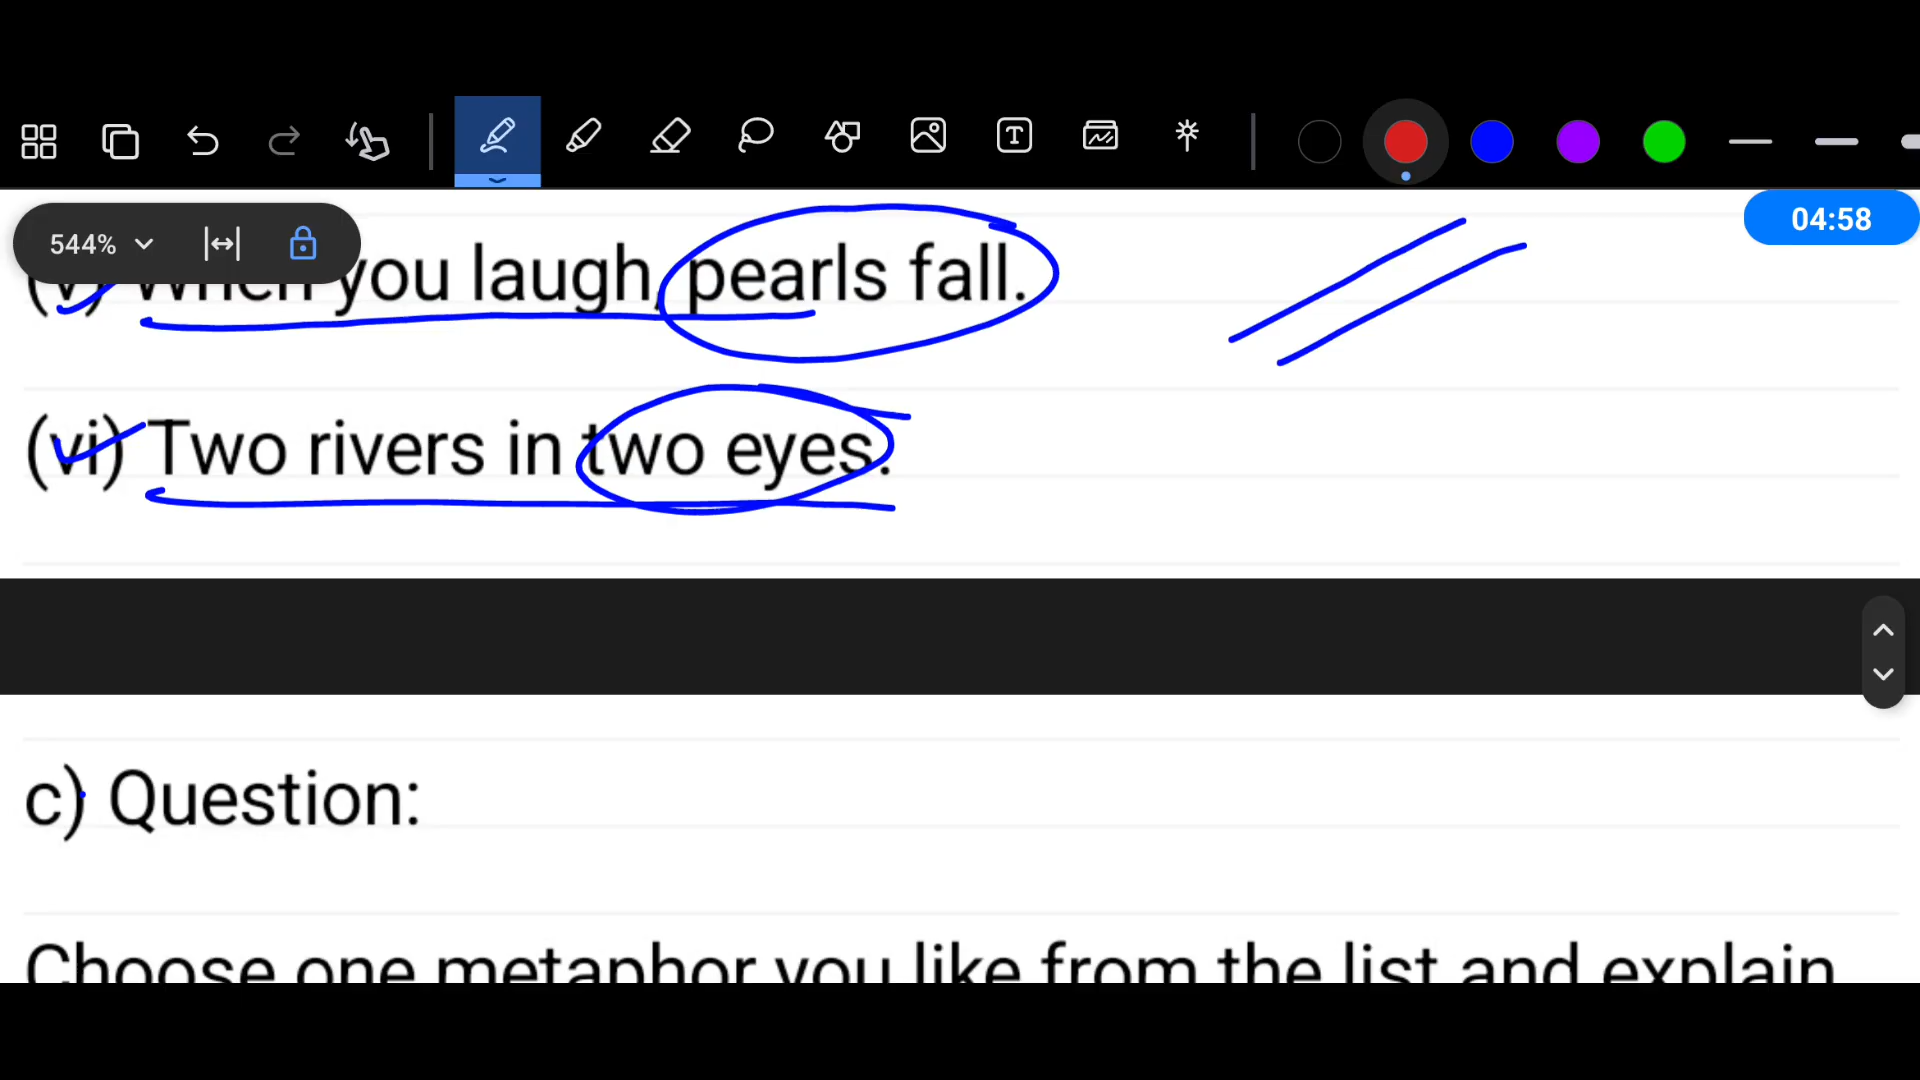 544%
04:58
(v) When you laugh, pearls fall.
(vi) Two rivers in two eyes.
c) Question:
Choose one metaphor you like from the list and explain